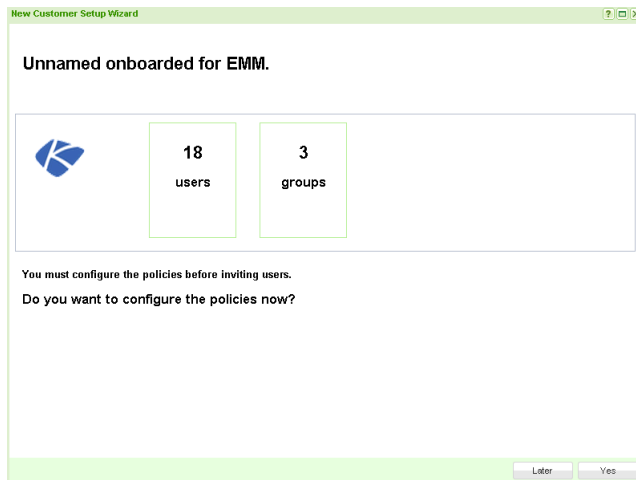 New Customer Setup Wizard
Unnamed onboarded for EMM.
18
users
3
groups
You must configure the policies before inviting users.
Do you want to configure the policies now?
Later
Yes